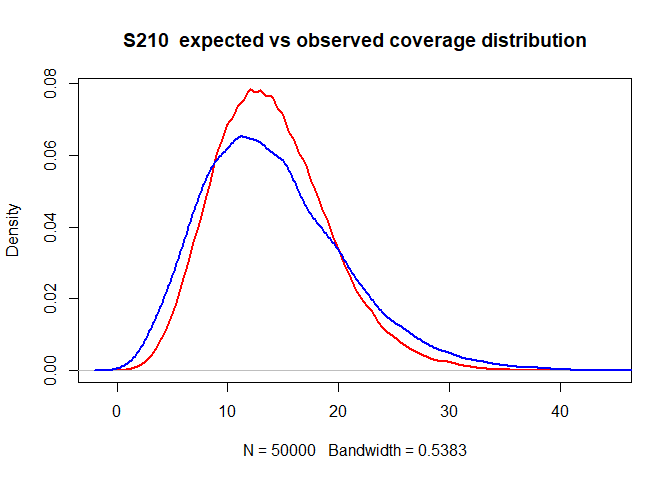 S210  expected vs observed coverage distribution
0.08
0.06
0.04
0.02
0.00
Density
0 10 20 30 40
N = 50000   Bandwidth = 0.5383